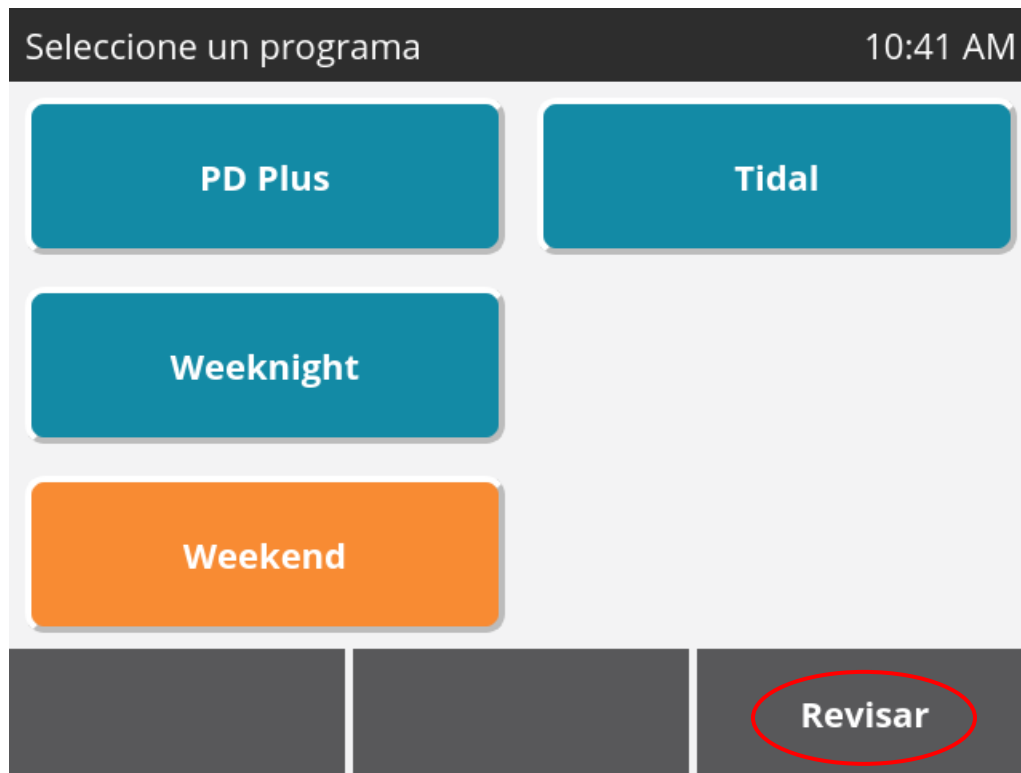 Seleccione un programa 10:41 AM
PD Plus
Tidal
Weeknight
Weekend
Revisar